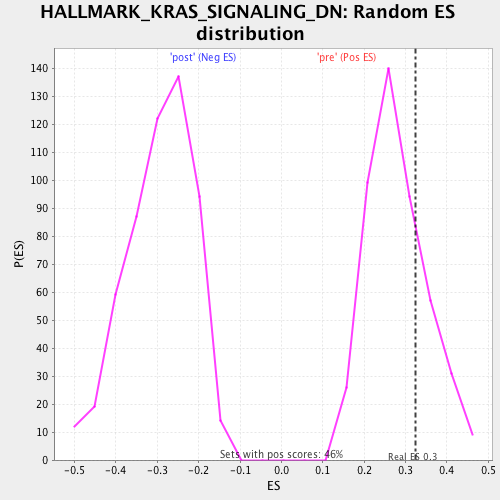 HALLMARK_KRAS_SIGNALING_DN: Random ES
distribution
'post' (Neg ES)
'pre' (Pos ES)
140
130
120
110
100
90
80
70
60
50
40
30
20
10
0
P(ES)
Sets with pos scores: 46%
Real ES 0.3
-0.5 -0.4 -0.3 -0.2 -0.1 0.0 0.1 0.2 0.3 0.4 0.5
ES